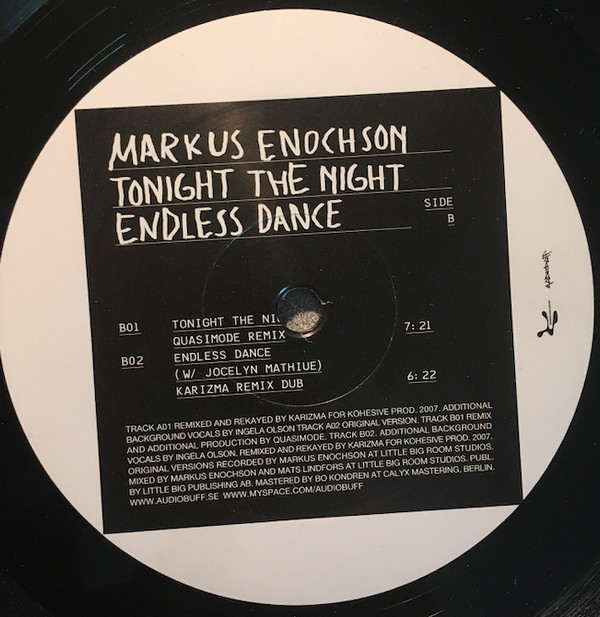 MARKUS ENOCHSON
TONIGHT THE NIGHT
ENDLESS DANCE
SIDE
B
B01 TONIGHT THE NI
QUASIMODE REMIX 7:21
B02 ENDLESS DANCE
(W/ JOCELYN MATHIUE)
KARIZMA REMIX DUB 6:22
TRACK A01 REMIXED AND REKAYED BY KARIZMA FOR KOHESIVE PROD. 2007. ADDITIONAL
BACKGROUND VOCALS BY INGELA OLSON TRACK A02 ORIGINAL VERSION. TRACK B01 REMIX
AND ADDITIONAL PRODUCTION BY QUASIMODE. TRACK B02. ADDITIONAL BACKGROUND
VOCALS BY INGELA OLSON. REMIXED AND REKAYED BY KARIZMA FOR KOHESIVE PROD. 2007.
ORIGINAL VERSIONS RECORDED BY MARKUS ENOCHSON AT LITTLE BIG ROOM STUDIOS.
MIXED BY MARKUS ENOCHSON AND MATS LINDFORS AT LITTLE BIG ROOM STUDIOS. PUBL.
BY LITTLE BIG PUBLISHING AB. MASTERED BY BO KONDREN AT CALYX MASTERING, BERLIN.
WWW.AUDIOBUFF.SE WWW.MYSPACE.COM/AUDIOBUFF